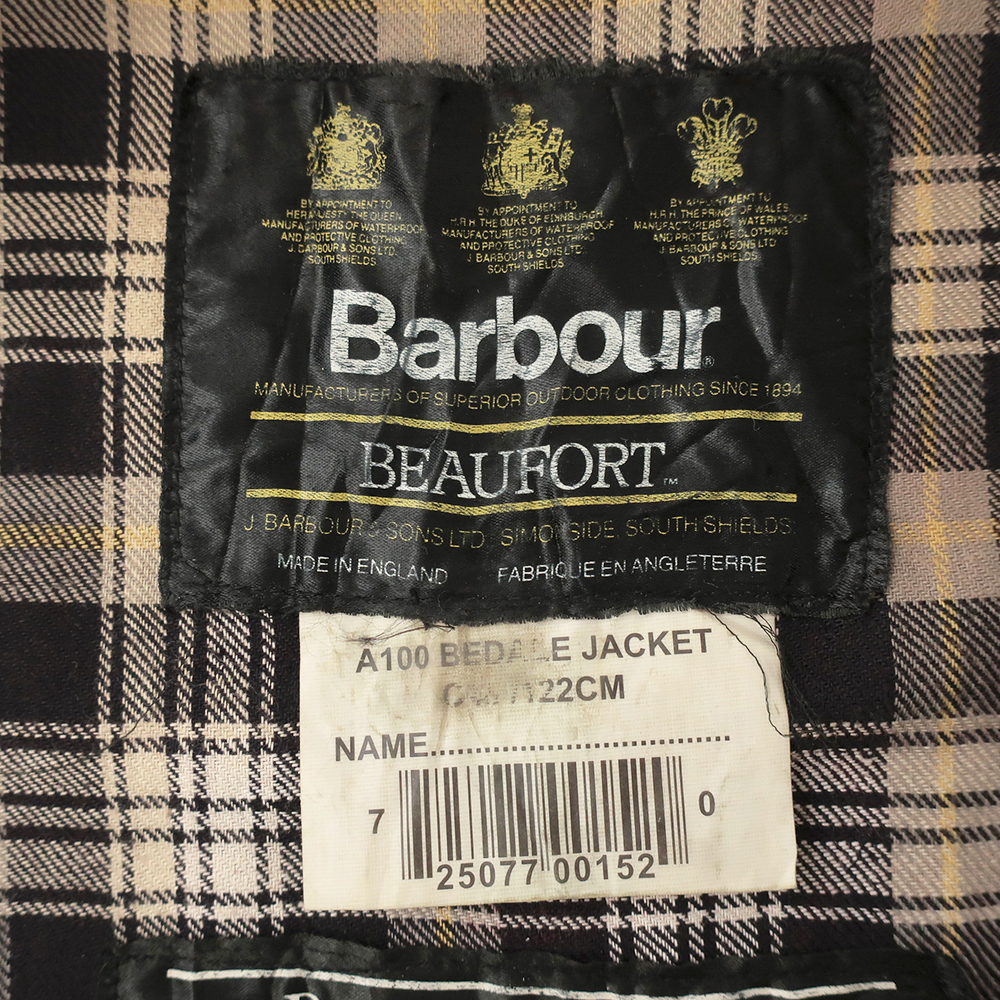 BY APPOINTMENT TO
HER MAJESTY THE QUEEN
MANUFACTURERS OF WATERPROOF
AND PROTECTIVE CLOTHING
J. BARBOUR & SONS LTD.
SOUTH SHIELDS
BY APPOINTMENT TO
H.R.H. THE DUKE OF EDINBURGH
MANUFACTURERS OF WATERPROOF
AND PROTECTIVE CLOTHING
J. BARBOUR & SONS LTD.
SOUTH SHIELDS
BY APPOINTMENT TO
H.R.H. THE PRINCE OF WALES
MANUFACTURERS OF WATERPROOF
AND PROTECTIVE CLOTHING
J. BARBOUR & SONS LTD.
SOUTH SHIELDS
Barbour®
MANUFACTURERS OF SUPERIOR OUTDOOR CLOTHING SINCE 1894
BEAUFORT™
J. BARBOUR & SONS LTD. SIMONSIDE, SOUTH SHIELDS.
MADE IN ENGLAND FABRIQUE EN ANGLETERRE
A100 BEDALE JACKET
122CM
NAME..................................
7 25077 00152 0